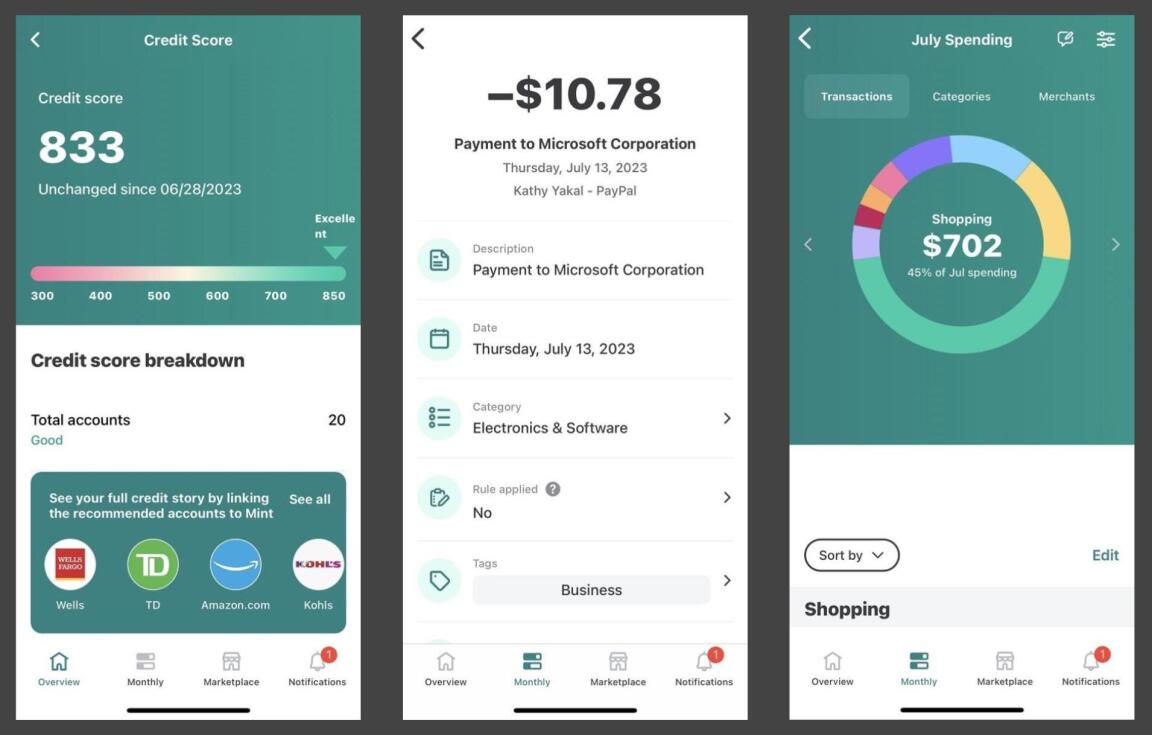 Credit Score
Credit score
833
Unchanged since 06/28/2023
Excelle
nt
300 400 500 600 700 850
Credit score breakdown
Total accounts 20
Good
See your full credit story by linking See all
the recommended accounts to Mint
WELLS
FARGO
TD
KOHL'S
Wells TD Amazon.com Kohls
1
Overview Monthly Marketplace Notifications
–$10.78
Payment to Microsoft Corporation
Thursday, July 13, 2023
Kathy Yakal - PayPal
Description
Payment to Microsoft Corporation
Date
Thursday, July 13, 2023
Category
Electronics & Software
Rule applied ?
No
Tags
Business
1
Overview Monthly Marketplace Notifications
July Spending
Transactions Categories Merchants
Shopping
$702
45% of Jul spending
Sort by Edit
Shopping
1
Overview Monthly Marketplace Notifications